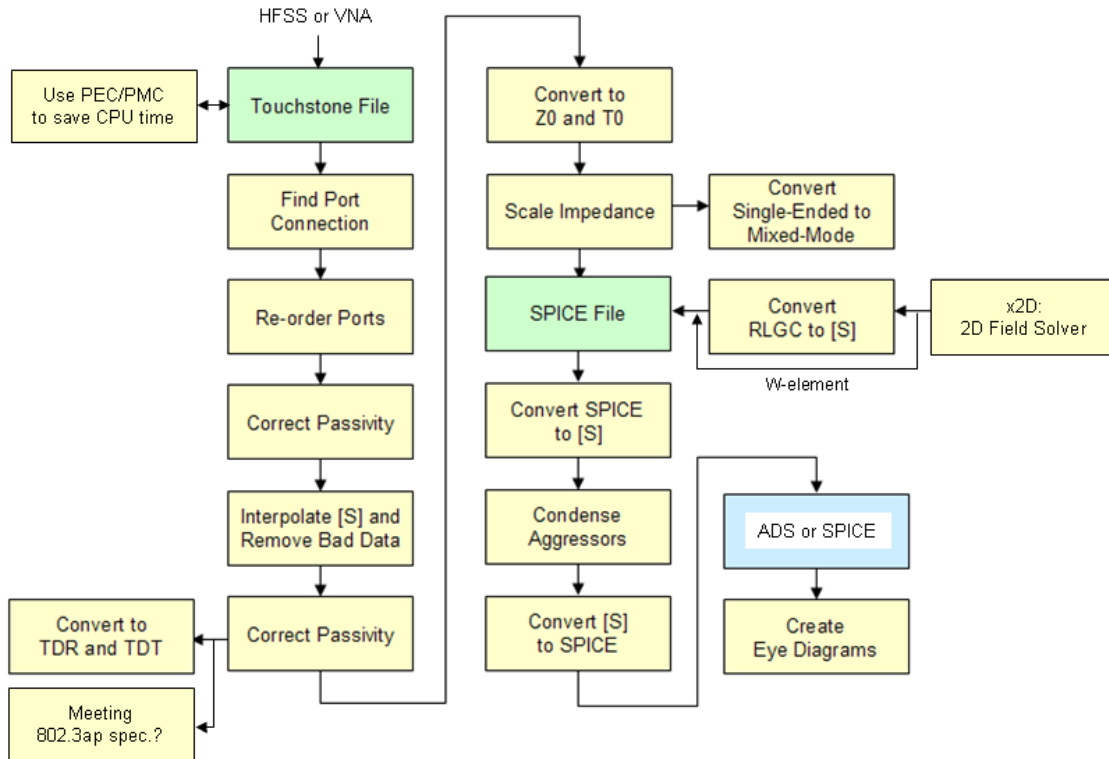 HFSS or VNA
Use PEC/PMC
to save CPU time
Touchstone File
Find Port
Connection
Re-order Ports
Correct Passivity
Interpolate [S] and
Remove Bad Data
Correct Passivity
Convert to
TDR and TDT
Meeting
802.3ap spec.?
Convert to
Z0 and T0
Scale Impedance
Convert
Single-Ended to
Mixed-Mode
SPICE File
Convert
RLGC to [S]
x2D:
2D Field Solver
W-element
Convert SPICE
to [S]
Condense
Aggressors
Convert [S]
to SPICE
ADS or SPICE
Create
Eye Diagrams